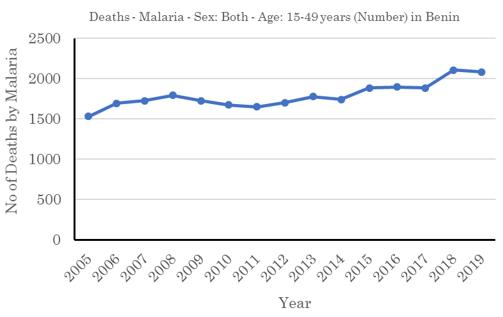 Deaths - Malaria - Sex: Both - Age: 15-49 years (Number) in Benin
No of Deaths by Malaria
2500
2000
1500
1000
500
0
2005 2006 2007 2008 2009 2010 2011 2012 2013 2014 2015 2016 2017 2018 2019
Year